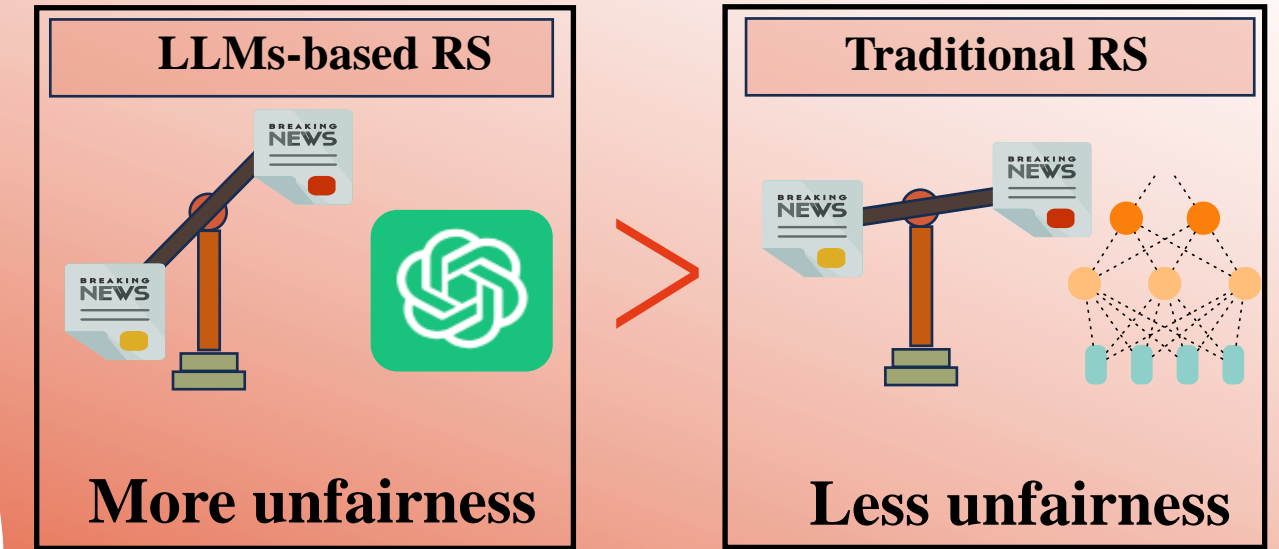 LLMs-based RS
BREAKING
NEWS
BREAKING
NEWS
More unfairness
>
Traditional RS
BREAKING
NEWS
BREAKING
NEWS
Less unfairness